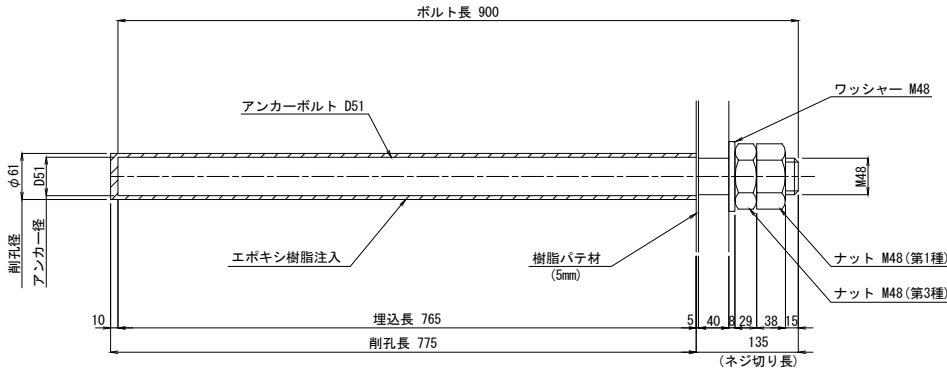 ボルト長 900
ワッシャー M48
アンカーボルト D51
φ61
D51
M48
削孔径
アンカー径
エポキシ樹脂注入
樹脂パテ材
(5mm)
ナット M48(第1種)
ナット M48(第3種)
10
埋込長 765
5
40
8
29
38
15
削孔長 775
135
(ネジ切り長)